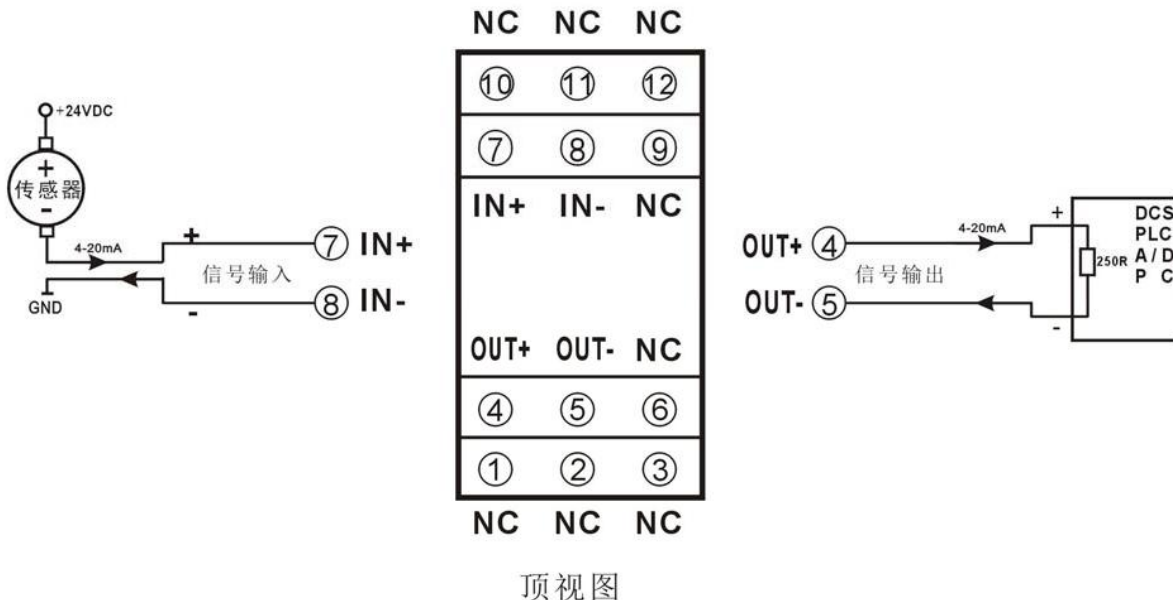 NC NC NC
⑩ ⑪ ⑫
⑦ ⑧ ⑨
IN+ IN- NC
OUT+ OUT- NC
④ ⑤ ⑥
① ② ③
NC NC NC
+24VDC
+
传感器
-
4-20mA
GND
+
信号输入
-
⑦ IN+
⑧ IN-
OUT+ ④
OUT- ⑤
4-20mA
信号输出
+
-
250R
DCS
PLC
A/D
P C
顶视图